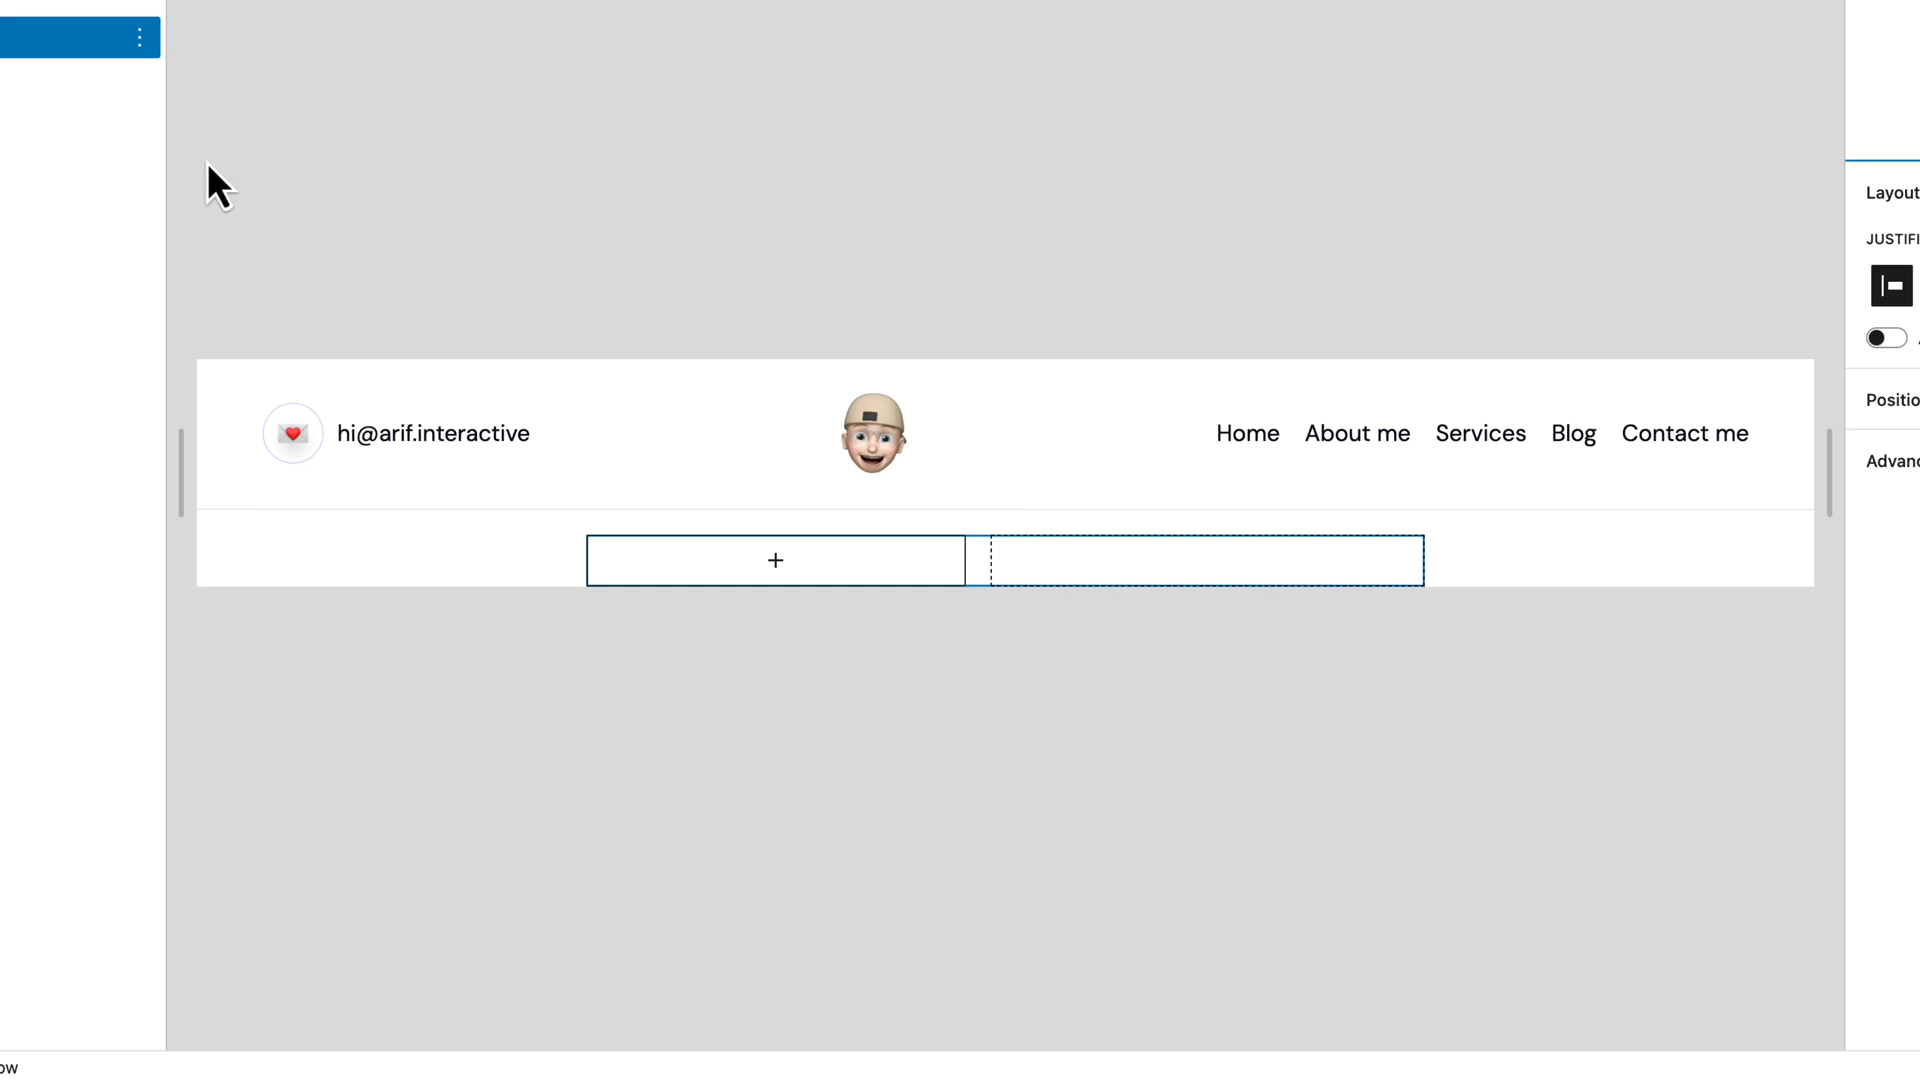 Layout
JUSTIFI
Positio
Advanc
hi@arif.interactive
Home About me Services Blog Contact me
ow